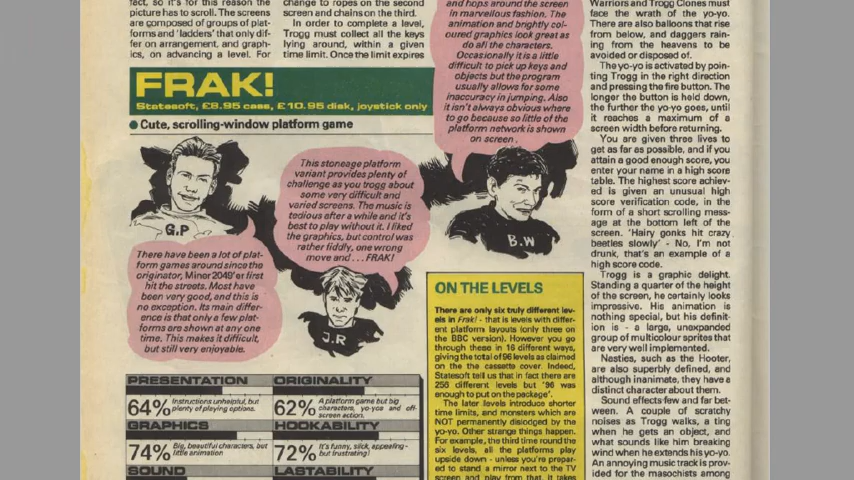 fact, so it's for this reason the
picture has to scroll. The screens
are composed of groups of plat-
forms and 'ladders' that only dif-
fer on arrangement, and graph-
ics, on advancing a level. For
change to ropes on the second
screen and chains on the third.
In order to complete a level,
Trogg must collect all the keys
lying around, within a given
time limit. Once the limit expires
FRAK!
Statesoft, £8.95 cass, £10.95 disk, joystick only
Cute, scrolling-window platform game
G.P
There have been a lot of plat-
form games around since the
originator, Miner 2049'er first
hit the streets. Most have
been very good, and this is
no exception. Its main differ-
ence is that only a few plat-
forms are shown at any one
time. This makes it difficult,
but still very enjoyable.
This stoneage platform
variant provides plenty of
challenge as you trogg about
some very difficult and
varied screens. The music is
tedious after a while and it's
best to play without it. I liked
the graphics, but control was
rather fiddly, one wrong
move and . . . FRAK!
J.R
and hops around the screen
in marvellous fashion. The
animation and brightly col-
oured graphics look great as
do all the characters.
Occasionally it is a little
difficult to pick up keys and
objects but the program
usually allows for some
inaccuracy in jumping. Also
it isn't always obvious where
to go because so little of the
platform network is shown
on screen.
B.W
PRESENTATION
64% Instructions unhelpful, but
plenty of playing options.
ORIGINALITY
62% A platform game but big
characters, yo-yos and off-
screen action.
GRAPHICS
74% Big, beautiful characters, but
little animation
HOOKABILITY
72% It's funny, slick, appealing-
but frustrating!
SOUND
LASTABILITY
ON THE LEVELS
There are only six truly different lev-
els in Frak! - that is levels with differ-
ent platform layouts (only three on
the BBC version). However you go
through these in 16 different ways,
giving the total of 96 levels as claimed
on the cassette cover. Indeed,
Statesoft tell us that in fact there are
256 different levels but '96 was
enough to put on the package'.
The later levels introduce shorter
time limits, and monsters which are
NOT permanently dislodged by the
yo-yo. Other strange things happen.
For example, the third time round the
six levels, all the platforms play
upside down - unless you're prepar-
ed to stand a mirror next to the TV
screen and play from that, it takes
Warriors and Trogg Clones must
face the wrath of the yo-yo.
There are also balloons that rise
from below, and daggers rain-
ing from the heavens to be
avoided or disposed of.
The yo-yo is activated by poin-
ting Trogg in the right direction
and pressing the fire button. The
longer the button is held down,
the further the yo-yo goes, until
it reaches a maximum of a
screen width before returning.
You are given three lives to
get as far as possible, and if you
attain a good enough score, you
enter your name in a high score
table. The highest score achiev-
ed is given an unusual high
score verification code, in the
form of a short scrolling mess-
age at the bottom left of the
screen. 'Hairy gonks hit crazy
beetles slowly' - No, I'm not
drunk, that's an example of a
high score code.
Trogg is a graphic delight.
Standing a quarter of the height
of the screen, he certainly looks
impressive. His animation is
nothing special, but his definit-
ion is - a large, unexpanded
group of multicolour sprites that
are very well implemented.
Nasties, such as the Hooter,
are also superbly defined, and
although inanimate, they have a
distinct character about them.
Sound effects few and far bet-
ween. A couple of scratchy
noises as Trogg walks, a ting
when he gets an object, and
what sounds like him breaking
wind when he extends his yo-yo.
An annoying music track is prov-
ided for the masochists among